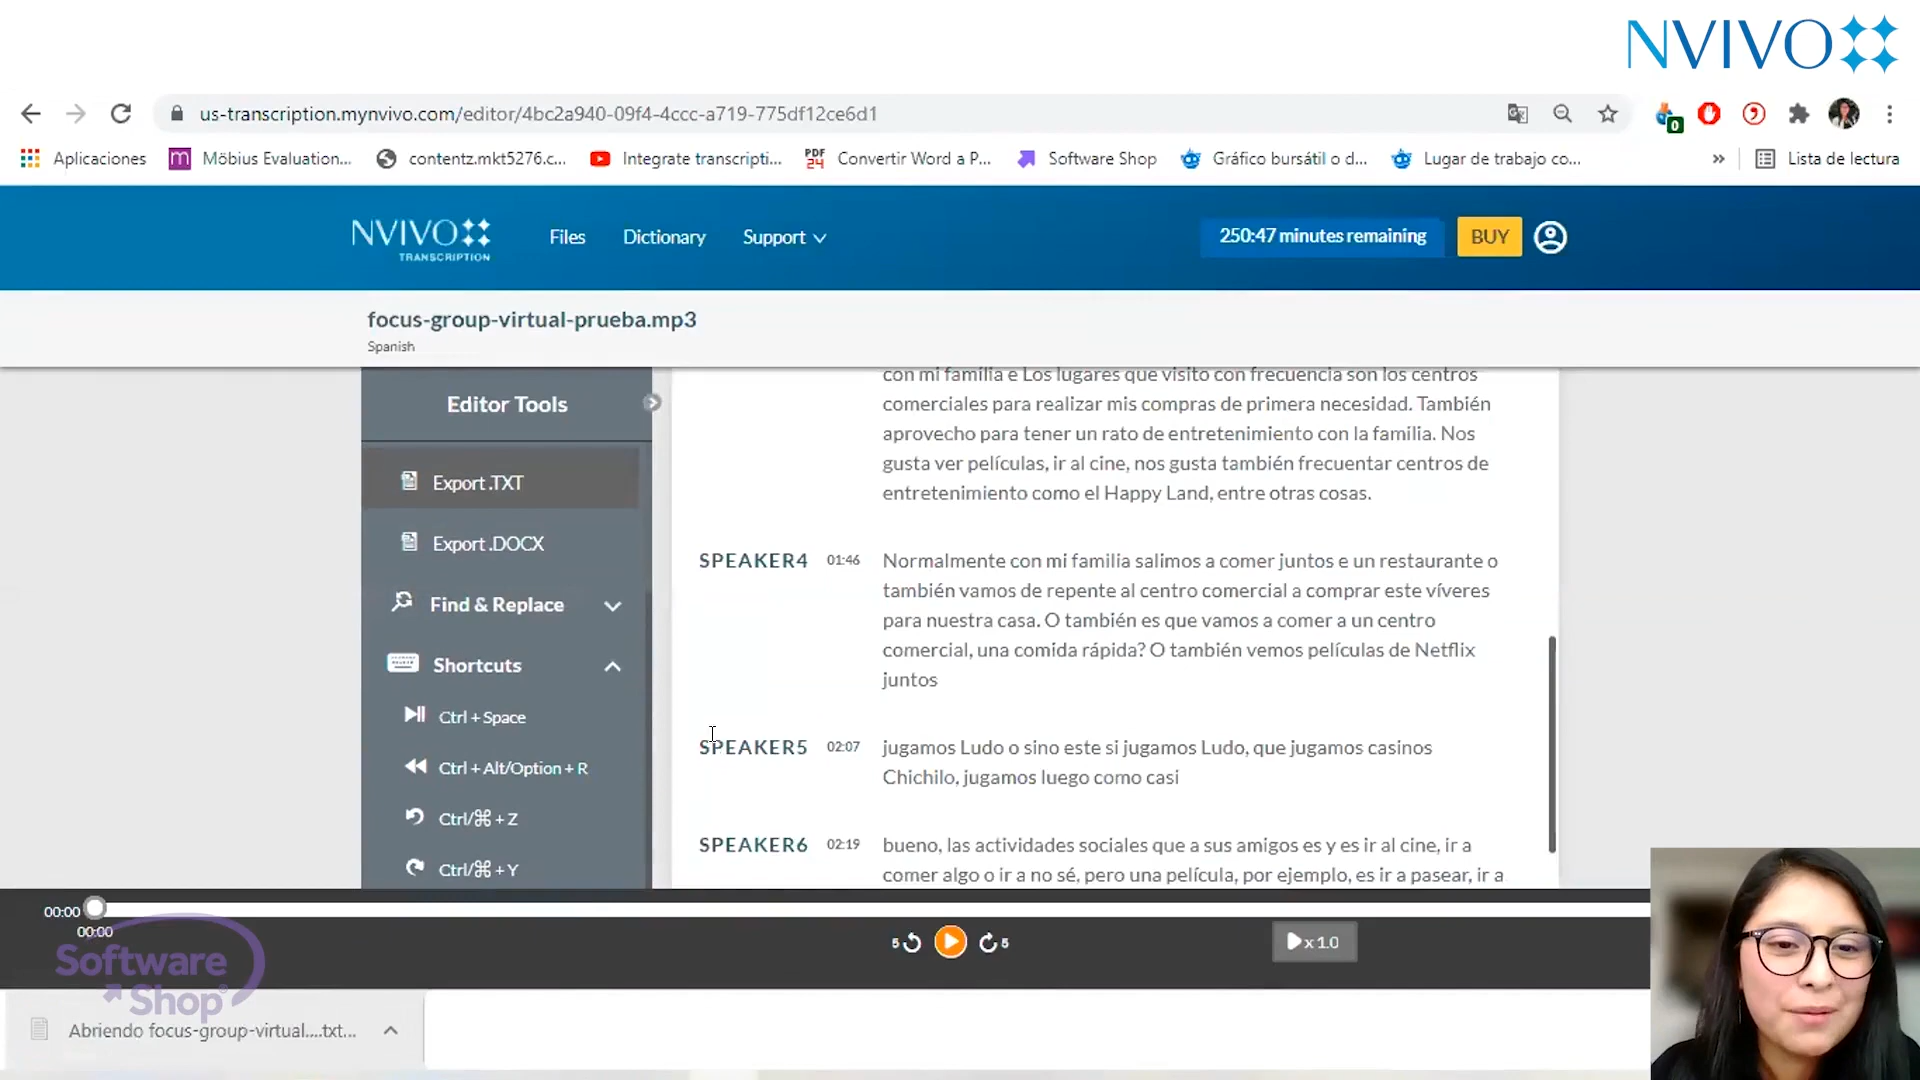 NVIVO
us-transcription.mynvivo.com/editor/4bc2a940-09f4-4ccc-a719-775df12ce6d1
0
Aplicaciones
m
Möbius Evaluation...
contentz.mkt5276.c...
Integrate transcripti...
PDF
24
Convertir Word a P...
Software Shop
Gráfico bursátil o d...
Lugar de trabajo co...
»
Lista de lectura
NVIVO
TRANSCRIPTION
Files
Dictionary
Support
250:47 minutes remaining
BUY
focus-group-virtual-prueba.mp3
Spanish
Editor Tools
Export .TXT
Export .DOCX
Find & Replace
Shortcuts
Ctrl + Space
Ctrl + Alt/Option + R
Ctrl/⌘ + Z
Ctrl/⌘ + Y
con mi familia e Los lugares que visito con frecuencia son los centros
comerciales para realizar mis compras de primera necesidad. También
aprovecho para tener un rato de entretenimiento con la familia. Nos
gusta ver películas, ir al cine, nos gusta también frecuentar centros de
entretenimiento como el Happy Land, entre otras cosas.
SPEAKER4 01:46 Normalmente con mi familia salimos a comer juntos e un restaurante o
también vamos de repente al centro comercial a comprar este víveres
para nuestra casa. O también es que vamos a comer a un centro
comercial, una comida rápida? O también vemos películas de Netflix
juntos
SPEAKER5 02:07 jugamos Ludo o sino este si jugamos Ludo, que jugamos casinos
Chichilo, jugamos luego como casi
SPEAKER6 02:19 bueno, las actividades sociales que a sus amigos es y es ir al cine, ir a
comer algo o ir a no sé, pero una película, por ejemplo, es ir a pasear, ir a
00:00
00:00
5
5
x 1.0
Software
Shop
Abriendo focus-group-virtual....txt...